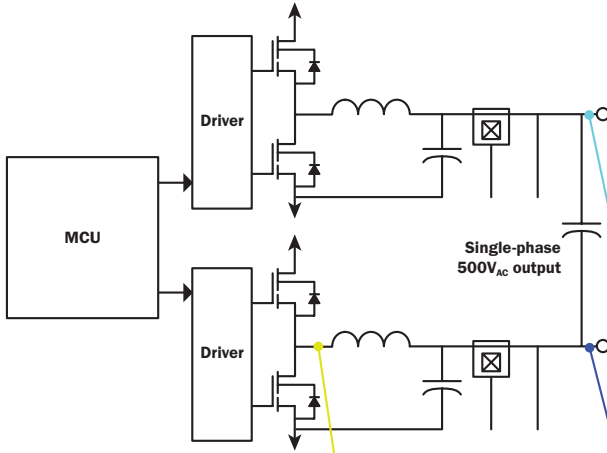 Driver
MCU
Single-phase
500VAC output
Driver